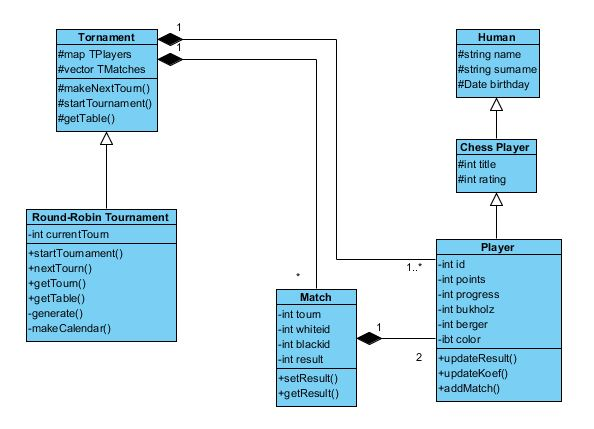 Tornament
#map TPlayers
#vector TMatches
#makeNextTourn()
#startTournament()
#getTable()
1
1
Human
#string name
#string surname
#Date birthday
Chess Player
#int title
#int rating
Round-Robin Tournament
-int currentTourn
+startTournament()
+nextTourn()
+getTourn()
+getTable()
-generate()
-makeCalendar()
*
1..*
Match
-int tourn
-int whiteid
-int blackid
-int result
+setResult()
+getResult()
1
2
Player
-int id
-int points
-int progress
-int bukholz
-int berger
-ibt color
+updateResult()
+updateKoef()
+addMatch()